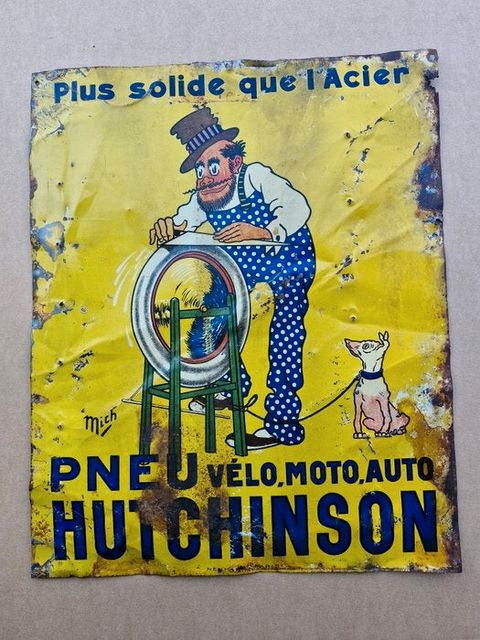 Plus solide que l'Acier
Mich
PNEU VÉLO, MOTO, AUTO
HUTCHINSON